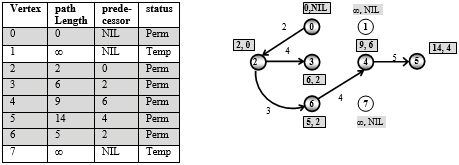 Vertex path Length prede-cessor status
0 0 NIL Perm
1 ∞ NIL Temp
2 2 0 Perm
3 6 2 Perm
4 9 6 Perm
5 14 4 Perm
6 5 2 Perm
7 ∞ NIL Temp
0,NIL ∞, NIL
2 0 1
2, 0 4 9, 6 14, 4
2 3 4 5 5
6, 2
3 6 4 7
5, 2 ∞, NIL